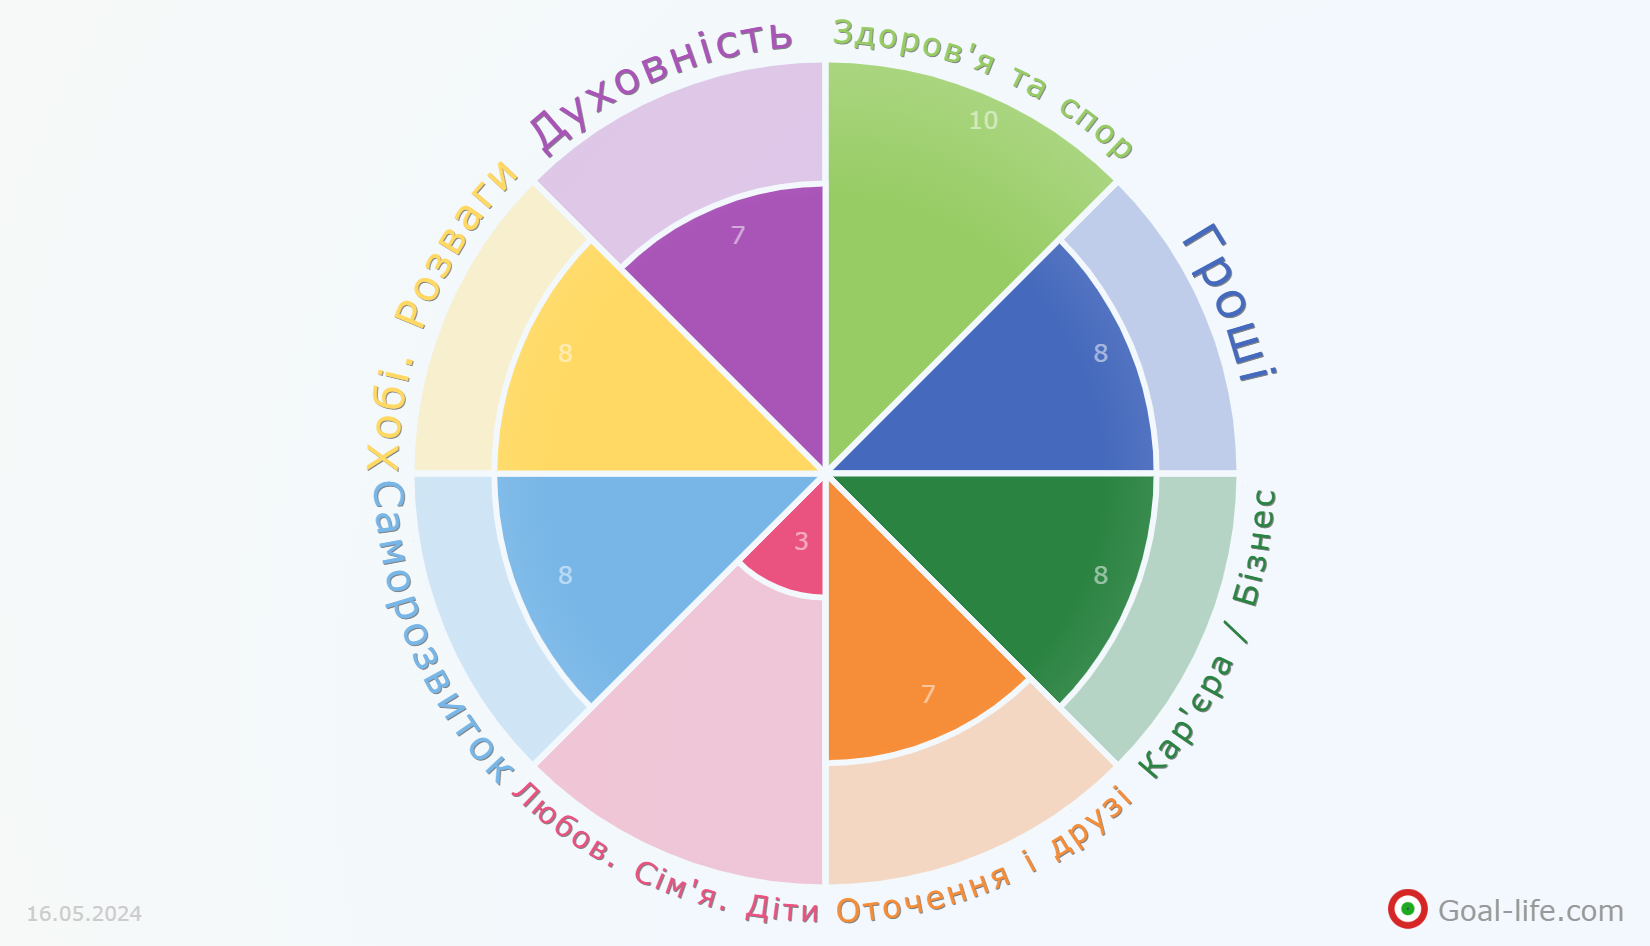 Здоров'я та спор
10
Гроші
8
Кар'єра / Бізнес
8
Оточення і друзі
7
Любов. Сім'я. Діти
3
Саморозвиток
8
Хобі. Розваги
8
Духовність
7
16.05.2024
Goal-life.com